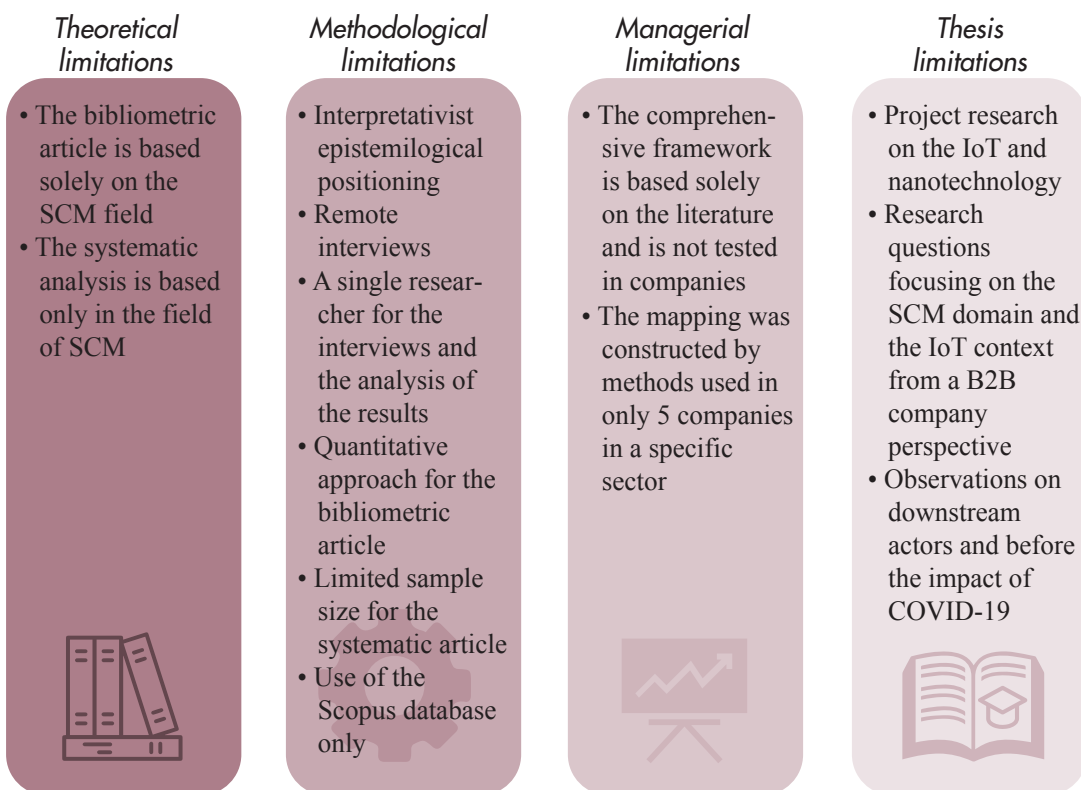 Theoretical
limitations
• The bibliometric
article is based
solely on the
SCM field
• The systematic
analysis is based
only in the field
of SCM
Methodological
limitations
• Interpretativist
epistemilogical
positioning
• Remote
interviews
• A single resear-
cher for the
interviews and
the analysis of
the results
• Quantitative
approach for the
bibliometric
article
• Limited sample
size for the
systematic article
• Use of the
Scopus database
only
Managerial
limitations
• The comprehen-
sive framework
is based solely
on the literature
and is not tested
in companies
• The mapping was
constructed by
methods used in
only 5 companies
in a specific
sector
Thesis
limitations
• Project research
on the IoT and
nanotechnology
• Research
questions
focusing on the
SCM domain and
the IoT context
from a B2B
company
perspective
• Observations on
downstream
actors and before
the impact of
COVID-19